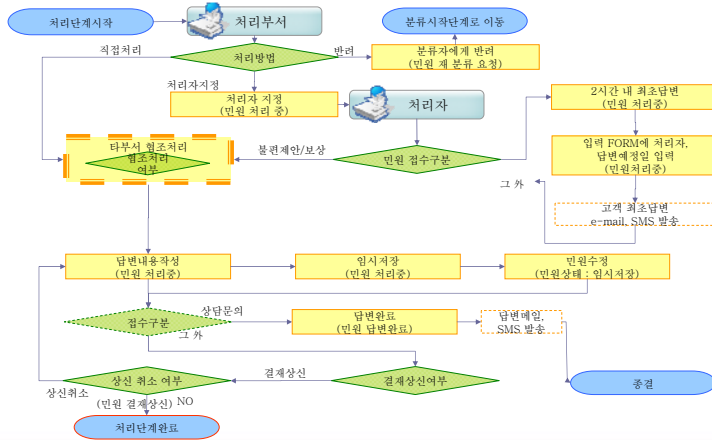 처리단계시작
처리부서
분류시작단계로 이동
직접처리
처리방법
반려
분류자에게 반려
(민원 재 분류 요청)
처리자지정
처리자 지정
(민원 처리 중)
처리자
2시간 내 최초답변
(민원 처리중)
타부서 협조처리
협조처리
여부
불편제안/보상
민원 접수구분
입력 FORM에 처리자,
답변예정일 입력
(민원처리중)
그 外
고객 최초답변
e-mail, SMS 발송
답변내용작성
(민원 처리중)
임시저장
(민원 처리중)
민원수정
(민원상태 : 임시저장)
접수구분
상담문의
그 外
답변완료
(민원 답변완료)
답변메일,
SMS 발송
상신 취소 여부
결재상신
결재상신여부
종결
상신취소
(민원 결재상신)
NO
처리단계완료